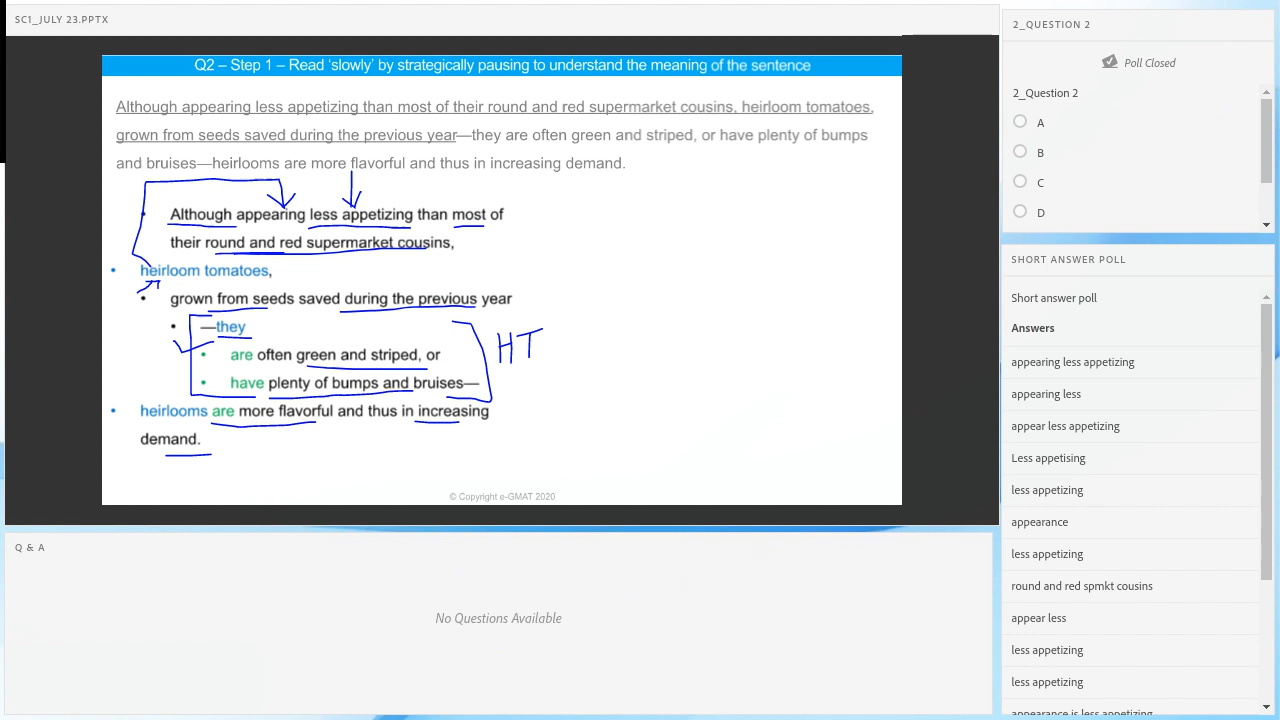 SC1_JULY 23.PPTX
Q2 – Step 1 – Read ‘slowly’ by strategically pausing to understand the meaning of the sentence
Although appearing less appetizing than most of their round and red supermarket cousins, heirloom tomatoes,
grown from seeds saved during the previous year—they are often green and striped, or have plenty of bumps
and bruises—heirlooms are more flavorful and thus in increasing demand.
• Although appearing less appetizing than most of
their round and red supermarket cousins,
• heirloom tomatoes,
• grown from seeds saved during the previous year
• —they
• are often green and striped, or
HT
• have plenty of bumps and bruises—
• heirlooms are more flavorful and thus in increasing
demand.
© Copyright e-GMAT 2020
Q & A
No Questions Available
2_QUESTION 2
Poll Closed
2_Question 2
A
B
C
D
SHORT ANSWER POLL
Short answer poll
Answers
appearing less appetizing
appearing less
appear less appetizing
Less appetising
less appetizing
appearance
less appetizing
round and red spmkt cousins
appear less
less appetizing
less appetizing
appearance is less appetizing